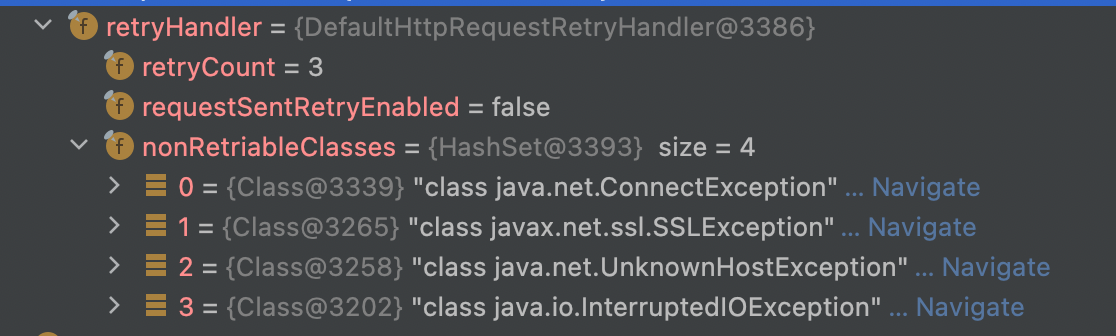 retryHandler = {DefaultHttpRequestRetryHandler@3386}
retryCount = 3
requestSentRetryEnabled = false
nonRetriableClasses = {HashSet@3393} size = 4
0 = {Class@3339} "class java.net.ConnectException" ... Navigate
1 = {Class@3265} "class javax.net.ssl.SSLException" ... Navigate
2 = {Class@3258} "class java.net.UnknownHostException" ... Navigate
3 = {Class@3202} "class java.io.InterruptedIOException" ... Navigate